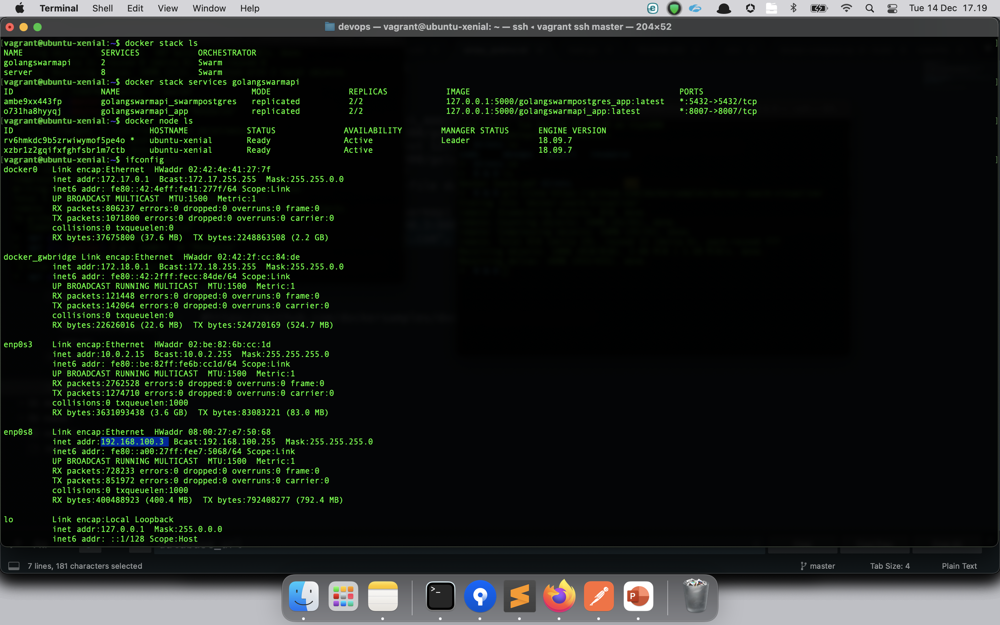 Terminal Shell Edit View Window Help Tue 14 Dec 17.19
devops — vagrant@ubuntu-xenial: ~ — ssh ◂ vagrant ssh master — 204×52
[vagrant@ubuntu-xenial:~$ docker stack ls ]
NAME SERVICES ORCHESTRATOR
golangswarmapi 2 Swarm
server 8 Swarm
[vagrant@ubuntu-xenial:~$ docker stack services golangswarmapi ]
ID NAME MODE REPLICAS IMAGE PORTS
ambe9xx443fp golangswarmapi_swarmpostgres replicated 2/2 127.0.0.1:5000/golangswarmpostgres_app:latest *:5432->5432/tcp
o731ha8hyyqj golangswarmapi_app replicated 2/2 127.0.0.1:5000/golangswarmapi_app:latest *:8007->8007/tcp
[vagrant@ubuntu-xenial:~$ docker node ls ]
ID HOSTNAME STATUS AVAILABILITY MANAGER STATUS ENGINE VERSION
rv6hmkdc9b5zrwiwymof5pe4o * ubuntu-xenial Ready Active Leader 18.09.7
xzbr1z2gqifxfghfsbr1m7ctb ubuntu-xenial Ready Active 18.09.7
[vagrant@ubuntu-xenial:~$ ifconfig ]
docker0 Link encap:Ethernet HWaddr 02:42:4e:41:27:7f
inet addr:172.17.0.1 Bcast:172.17.255.255 Mask:255.255.0.0
inet6 addr: fe80::42:4eff:fe41:277f/64 Scope:Link
UP BROADCAST MULTICAST MTU:1500 Metric:1
RX packets:806237 errors:0 dropped:0 overruns:0 frame:0
TX packets:1071800 errors:0 dropped:0 overruns:0 carrier:0
collisions:0 txqueuelen:0
RX bytes:37675800 (37.6 MB) TX bytes:2248863508 (2.2 GB)
docker_gwbridge Link encap:Ethernet HWaddr 02:42:2f:cc:84:de
inet addr:172.18.0.1 Bcast:172.18.255.255 Mask:255.255.0.0
inet6 addr: fe80::42:2fff:fecc:84de/64 Scope:Link
UP BROADCAST RUNNING MULTICAST MTU:1500 Metric:1
RX packets:121448 errors:0 dropped:0 overruns:0 frame:0
TX packets:142064 errors:0 dropped:0 overruns:0 carrier:0
collisions:0 txqueuelen:0
RX bytes:22626016 (22.6 MB) TX bytes:524720169 (524.7 MB)
enp0s3 Link encap:Ethernet HWaddr 02:be:82:6b:cc:1d
inet addr:10.0.2.15 Bcast:10.0.2.255 Mask:255.255.255.0
inet6 addr: fe80::be:82ff:fe6b:cc1d/64 Scope:Link
UP BROADCAST RUNNING MULTICAST MTU:1500 Metric:1
RX packets:2762528 errors:0 dropped:0 overruns:0 frame:0
TX packets:1274710 errors:0 dropped:0 overruns:0 carrier:0
collisions:0 txqueuelen:1000
RX bytes:3631093438 (3.6 GB) TX bytes:83083221 (83.0 MB)
enp0s8 Link encap:Ethernet HWaddr 08:00:27:e7:50:68
inet addr:192.168.100.3 Bcast:192.168.100.255 Mask:255.255.255.0
inet6 addr: fe80::a00:27ff:fee7:5068/64 Scope:Link
UP BROADCAST RUNNING MULTICAST MTU:1500 Metric:1
RX packets:728233 errors:0 dropped:0 overruns:0 frame:0
TX packets:851972 errors:0 dropped:0 overruns:0 carrier:0
collisions:0 txqueuelen:1000
RX bytes:400488923 (400.4 MB) TX bytes:792408277 (792.4 MB)
lo Link encap:Local Loopback
inet addr:127.0.0.1 Mask:255.0.0.0
inet6 addr: ::1/128 Scope:Host
7 lines, 181 characters selected master Tab Size: 4 Plain Text